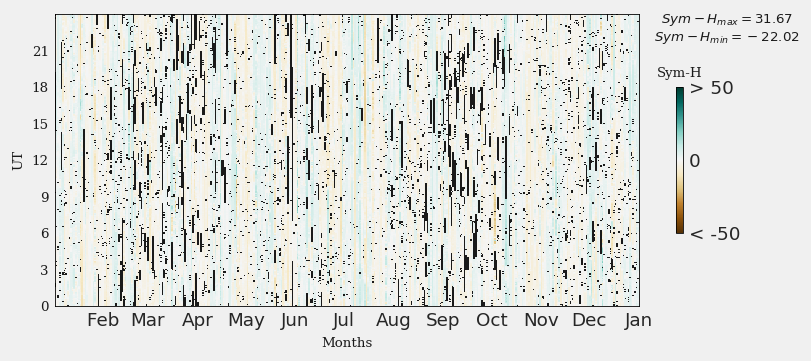 Sym − H_max = 31.67
Sym − H_min = − 22.02
Sym-H
> 50
0
< -50
UT
21
18
15
12
9
6
3
0
Feb Mar Apr May Jun Jul Aug Sep Oct Nov Dec Jan
Months